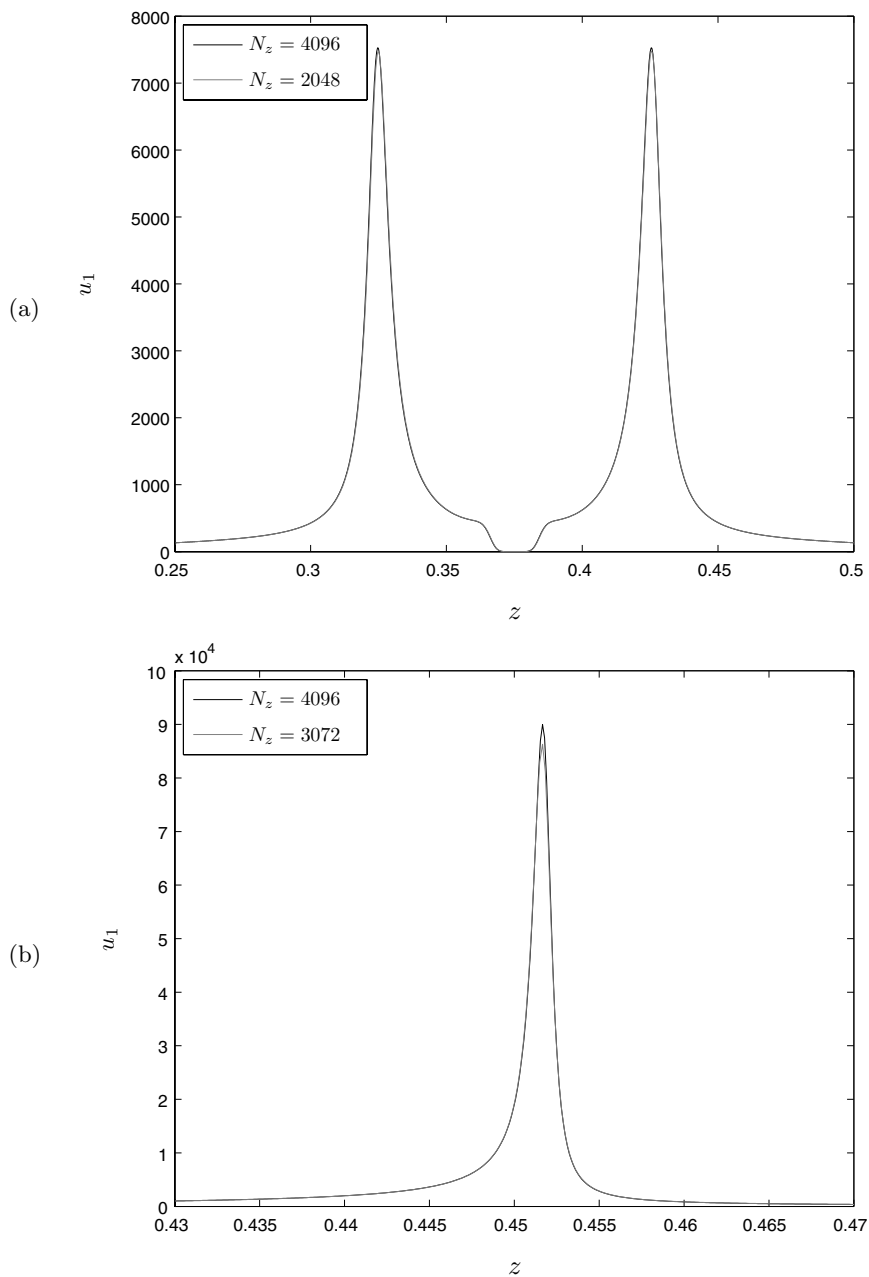 8000
7000
6000
5000
4000
3000
2000
1000
0
N_z = 4096
N_z = 2048
u_1
(a)
0.25 0.3 0.35 0.4 0.45 0.5
z
x 10^4
10
9
8
7
6
5
4
3
2
1
0
N_z = 4096
N_z = 3072
u_1
(b)
0.43 0.435 0.44 0.445 0.45 0.455 0.46 0.465 0.47
z